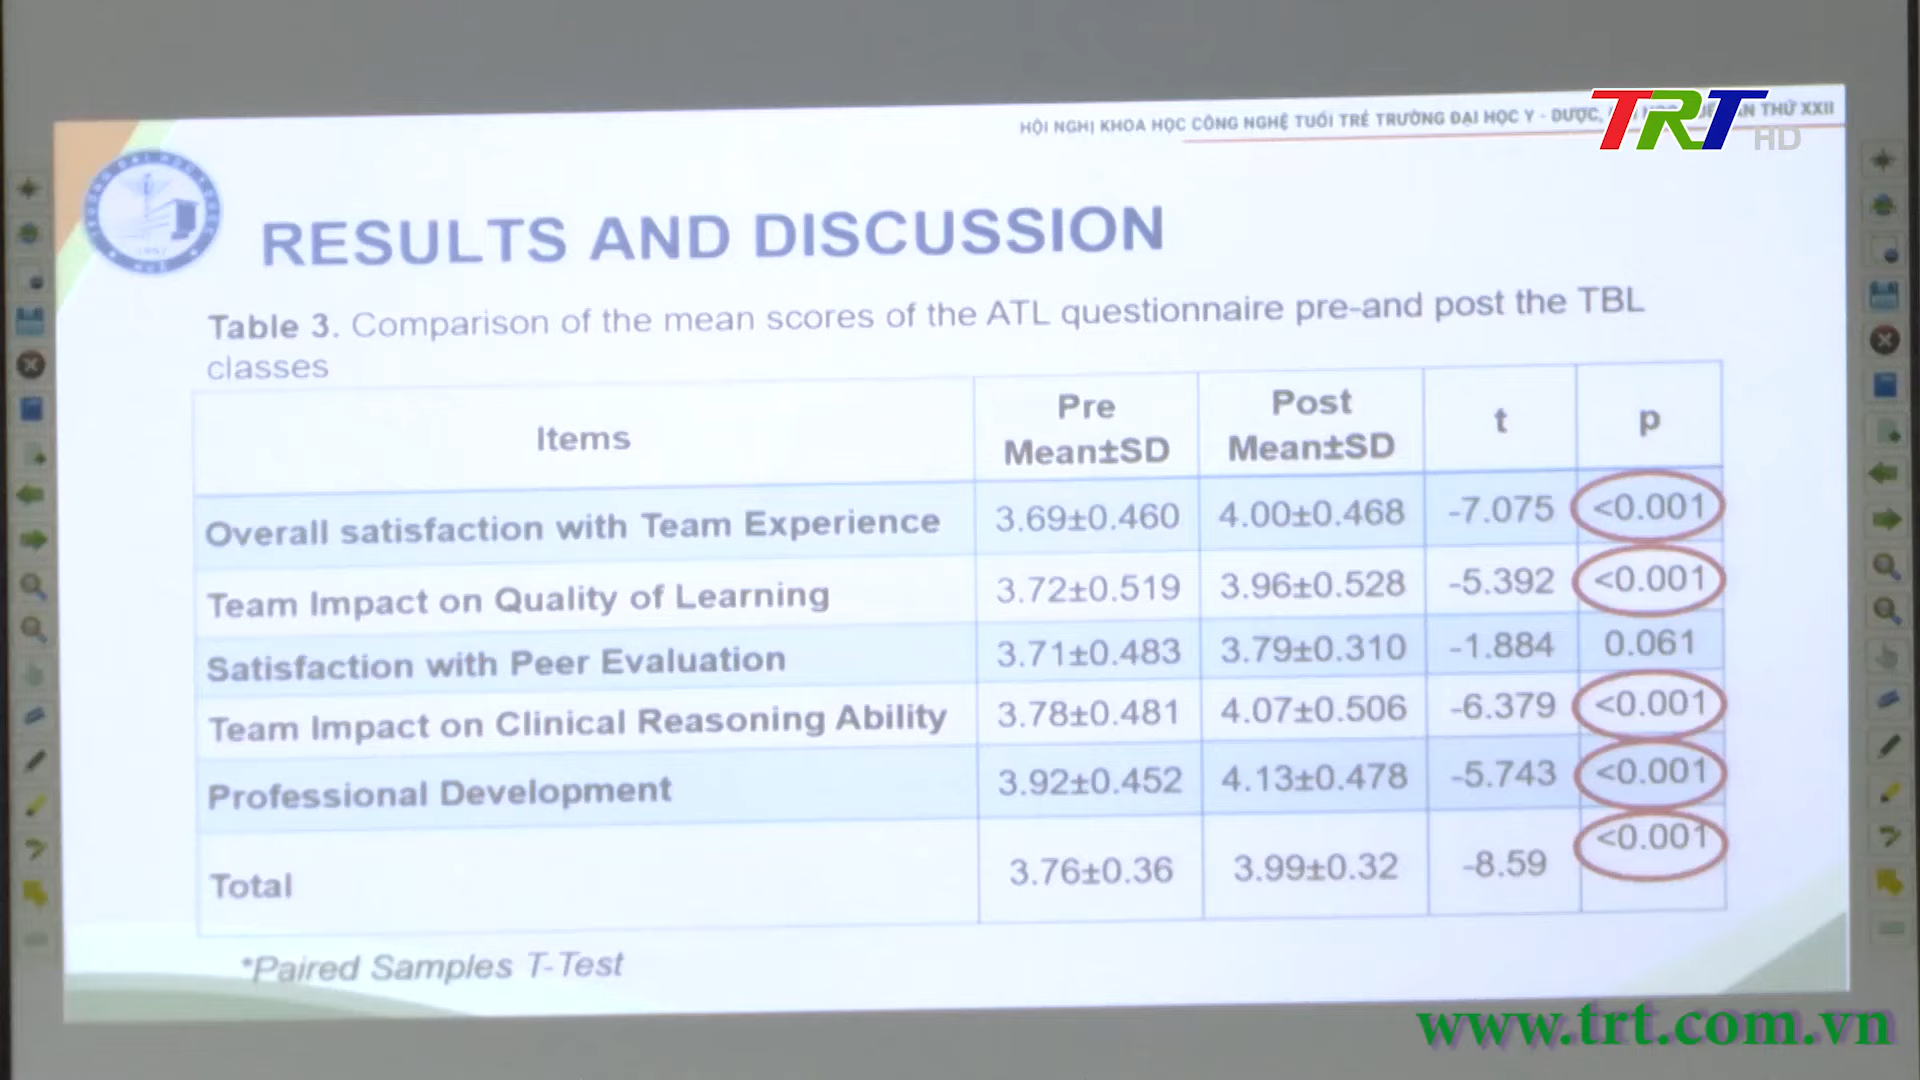 HỘI NGHỊ KHOA HỌC CÔNG NGHỆ TUỔI TRẺ TRƯỜNG ĐẠI HỌC Y - DƯỢC, THỨ XXII
TRT HD
RESULTS AND DISCUSSION
Table 3. Comparison of the mean scores of the ATL questionnaire pre-and post the TBL
classes
Items Pre Mean±SD Post Mean±SD t p
Overall satisfaction with Team Experience 3.69±0.460 4.00±0.468 -7.075 <0.001
Team Impact on Quality of Learning 3.72±0.519 3.96±0.528 -5.392 <0.001
Satisfaction with Peer Evaluation 3.71±0.483 3.79±0.310 -1.884 0.061
Team Impact on Clinical Reasoning Ability 3.78±0.481 4.07±0.506 -6.379 <0.001
Professional Development 3.92±0.452 4.13±0.478 -5.743 <0.001
Total 3.76±0.36 3.99±0.32 -8.59 <0.001
*Paired Samples T-Test
www.trt.com.vn